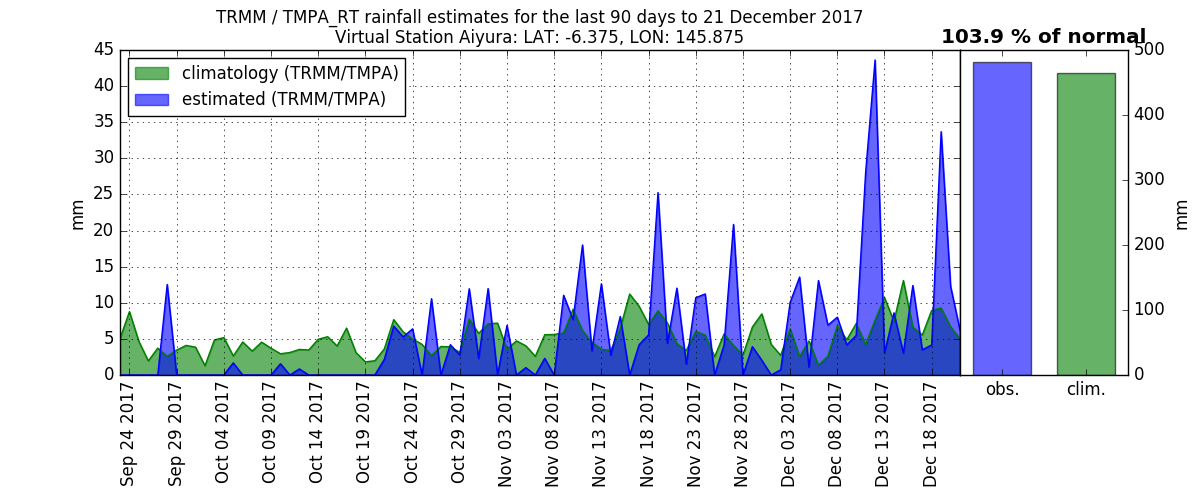 TRMM / TMPA_RT rainfall estimates for the last 90 days to 21 December 2017
Virtual Station Aiyura: LAT: -6.375, LON: 145.875
103.9 % of normal
climatology (TRMM/TMPA)
estimated (TRMM/TMPA)
45
40
35
30
25
20
15
10
5
0
mm
Sep 24 2017
Sep 29 2017
Oct 04 2017
Oct 09 2017
Oct 14 2017
Oct 19 2017
Oct 24 2017
Oct 29 2017
Nov 03 2017
Nov 08 2017
Nov 13 2017
Nov 18 2017
Nov 23 2017
Nov 28 2017
Dec 03 2017
Dec 08 2017
Dec 13 2017
Dec 18 2017
obs.
clim.
500
400
300
200
100
0
mm